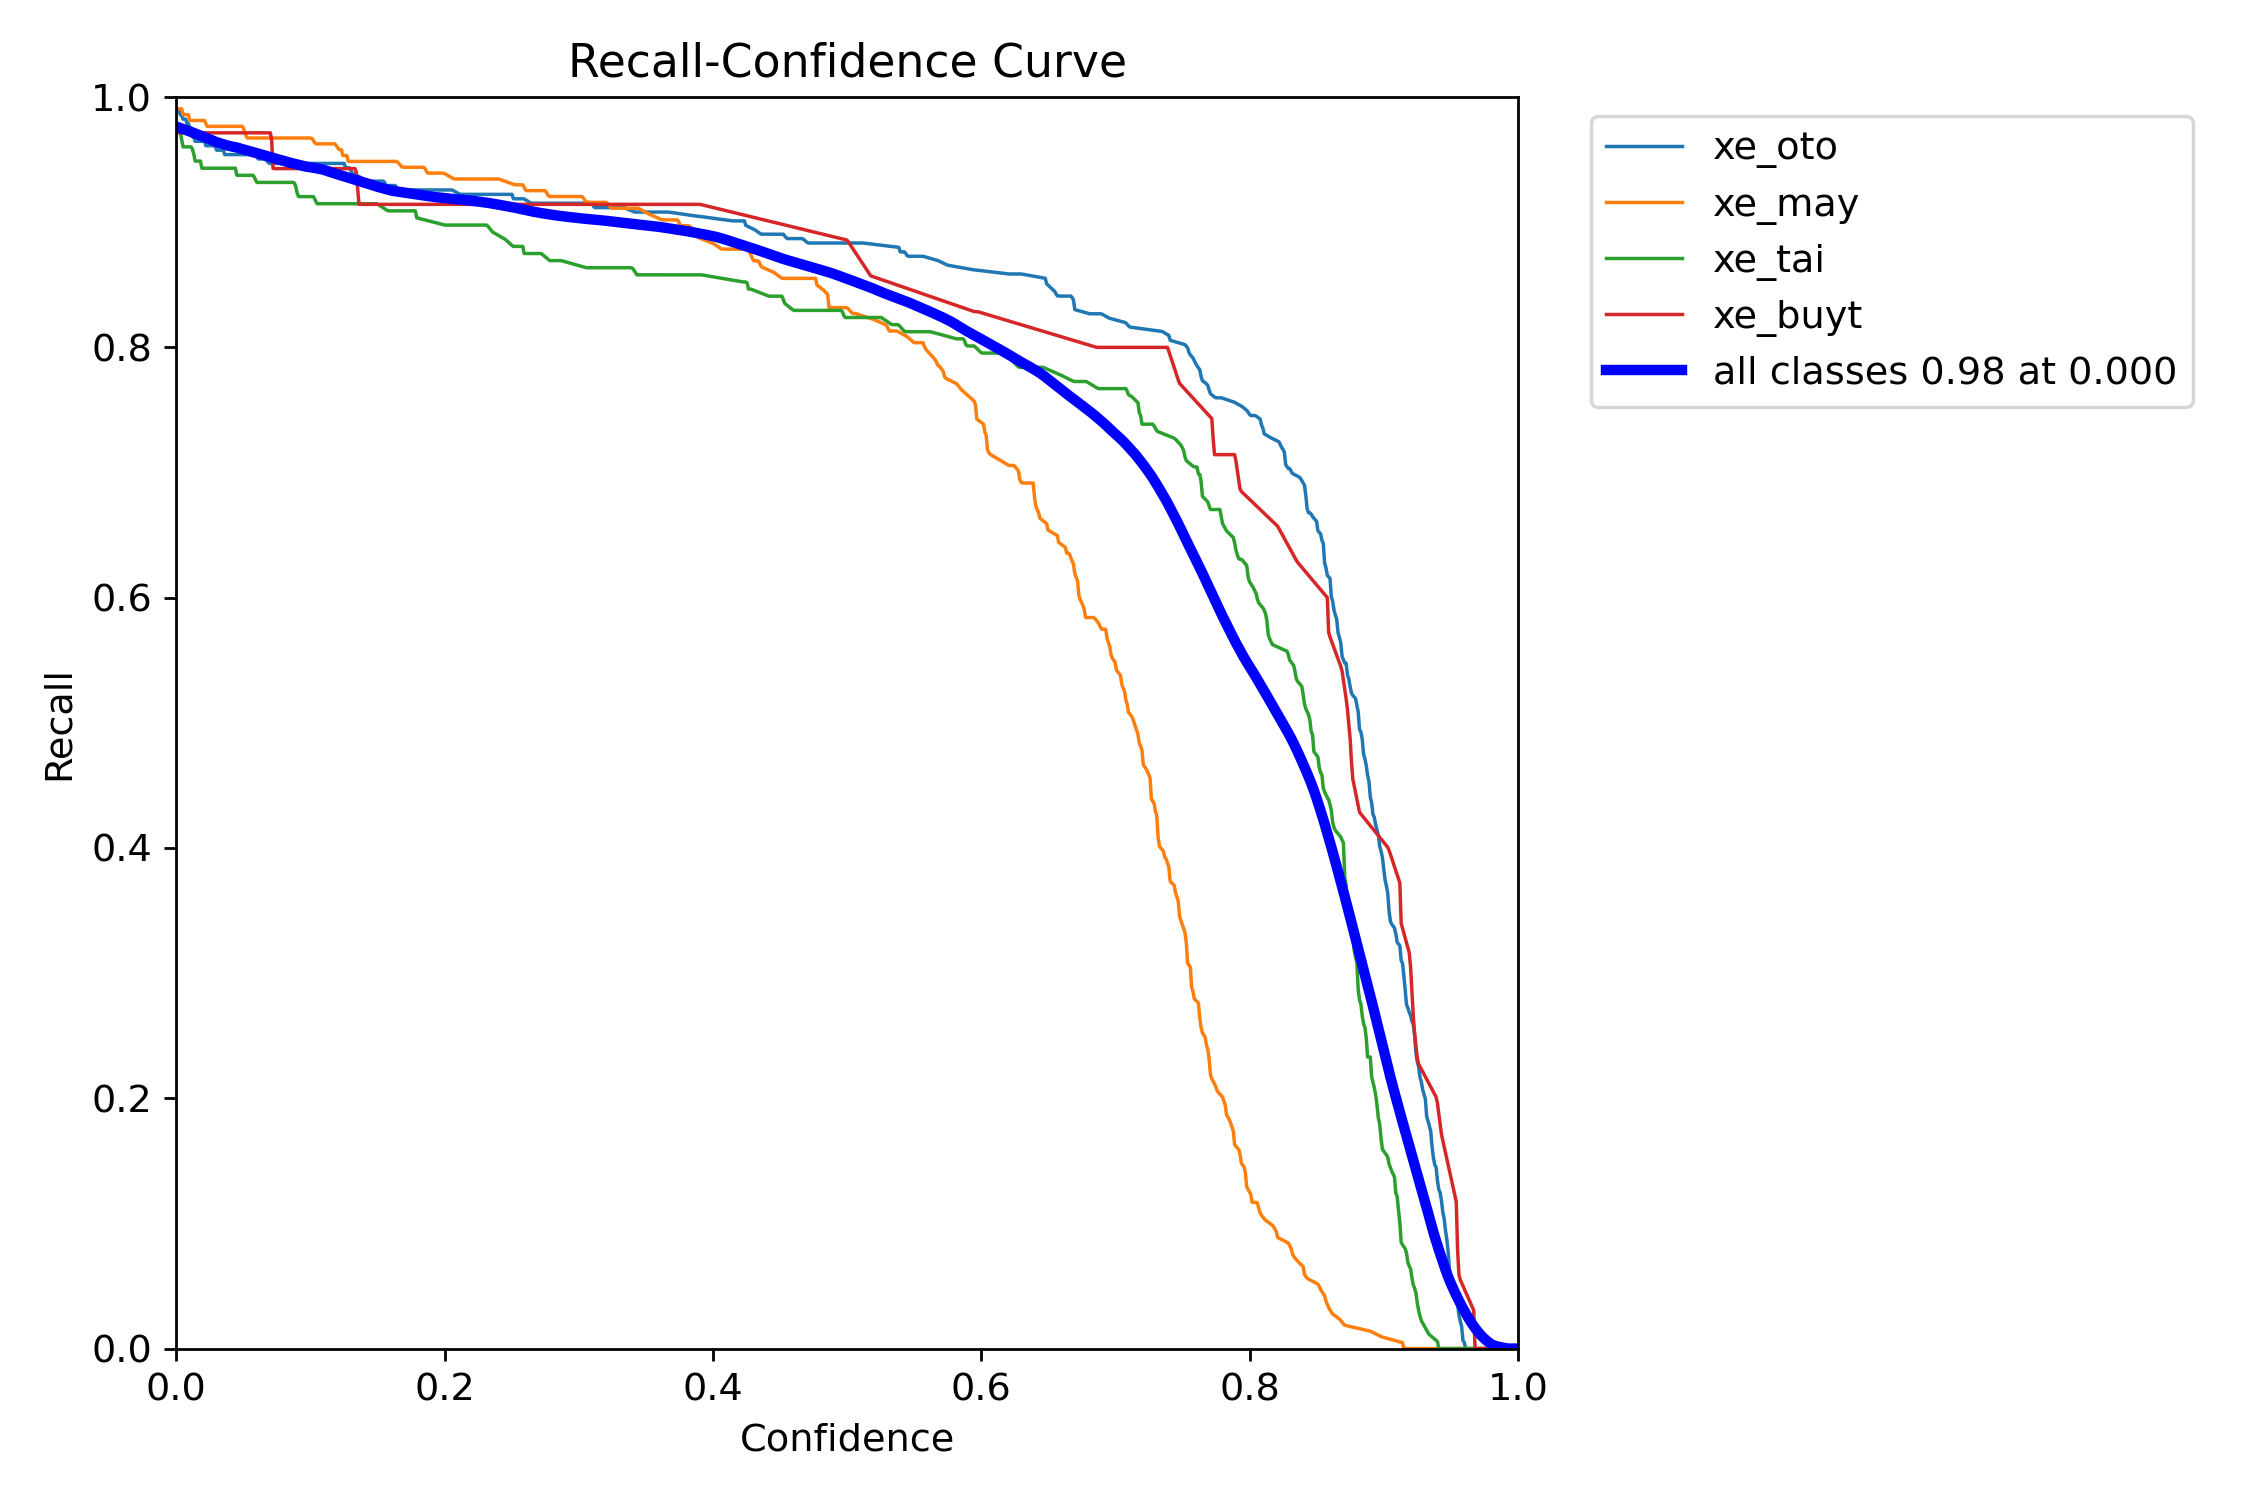 Recall-Confidence Curve
1.0
0.8
0.6
0.4
0.2
0.0
Recall
0.0 0.2 0.4 0.6 0.8 1.0
Confidence
xe_oto
xe_may
xe_tai
xe_buyt
all classes 0.98 at 0.000